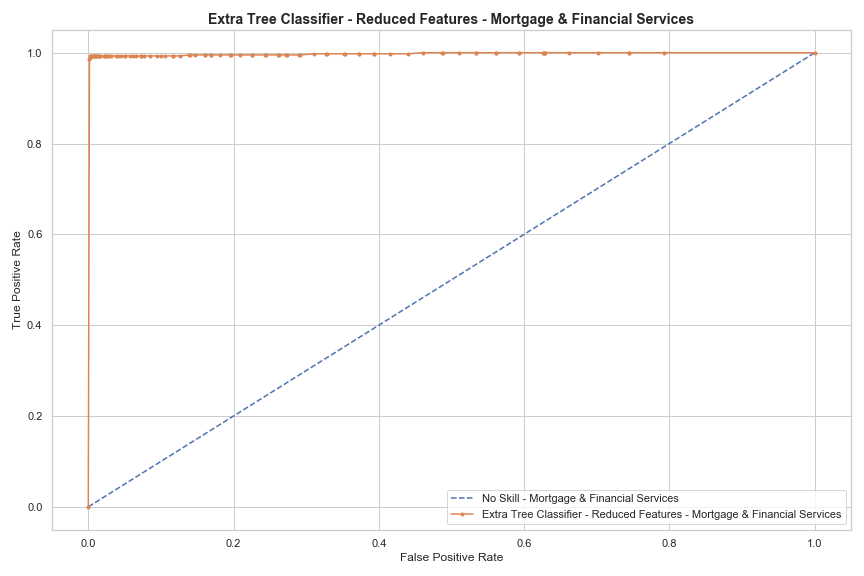 Extra Tree Classifier - Reduced Features - Mortgage & Financial Services
True Positive Rate
1.0
0.8
0.6
0.4
0.2
0.0
No Skill - Mortgage & Financial Services
Extra Tree Classifier - Reduced Features - Mortgage & Financial Services
0.0 0.2 0.4 0.6 0.8 1.0
False Positive Rate